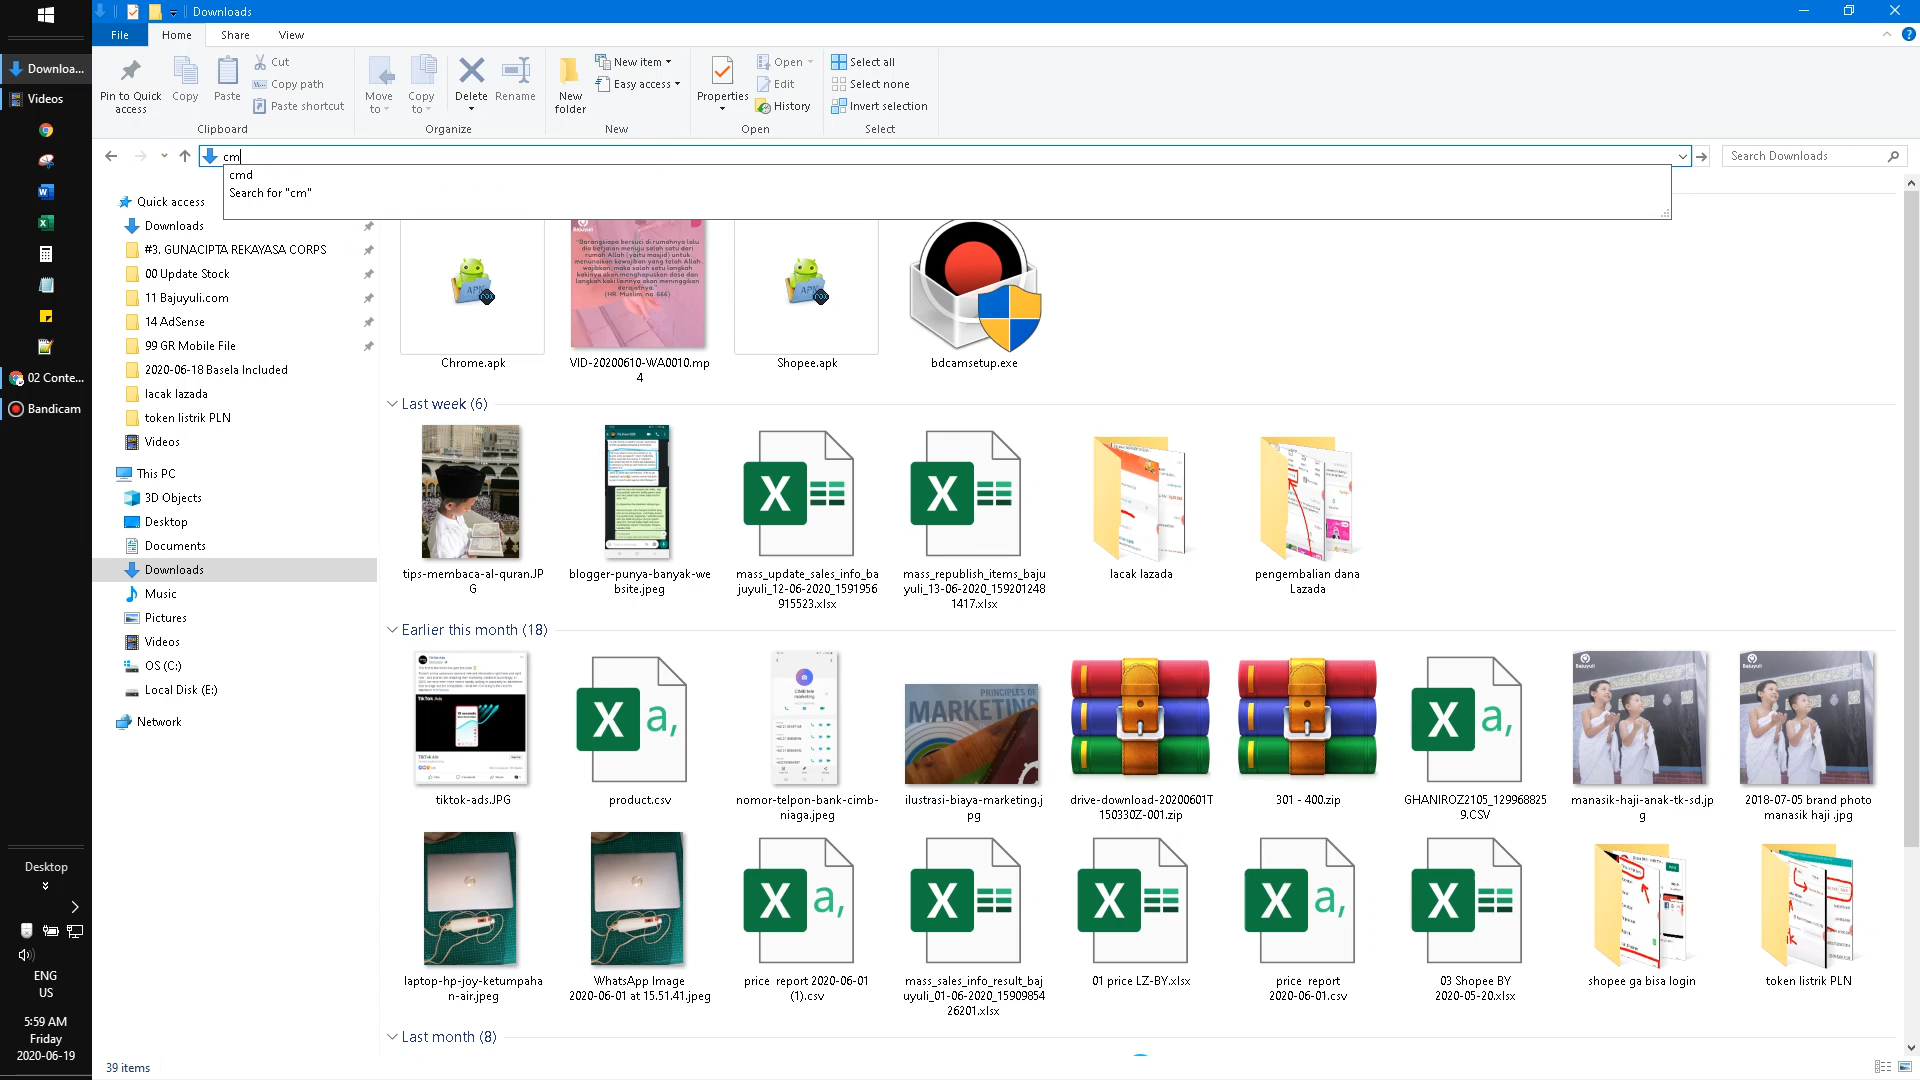 Downloads
File Home Share View
Downloa...
Videos
02 Conte...
Bandicam
Desktop
ENG
US
5:59 AM
Friday
2020-06-19
Pin to Quick
access
Copy
Paste
Cut
Copy path
Paste shortcut
Clipboard
Move
to
Copy
to
Delete
Rename
Organize
New
folder
New item
Easy access
New
Properties
Open
Edit
History
Open
Select all
Select none
Invert selection
Select
cm
Search Downloads
cmd
Search for "cm"
Quick access
Downloads
#3. GUNACIPTA REKAYASA CORPS
00 Update Stock
11 Bajuyuli.com
14 AdSense
99 GR Mobile File
2020-06-18 Basela Included
lacak lazada
token listrik PLN
Videos
This PC
3D Objects
Desktop
Documents
Downloads
Music
Pictures
Videos
OS (C:)
Local Disk (E:)
Network
Chrome.apk
VID-20200610-WA0010.mp
4
Shopee.apk
bdcamsetup.exe
Last week (6)
tips-membaca-al-quran.JP
G
blogger-punya-banyak-we
bsite.jpeg
mass_update_sales_info_ba
juyuli_12-06-2020_1591956
915523.xlsx
mass_republish_items_baju
yuli_13-06-2020_159201248
1417.xlsx
lacak lazada
pengembalian dana
Lazada
Earlier this month (18)
tiktok-ads.JPG
product.csv
nomor-telpon-bank-cimb-
niaga.jpeg
ilustrasi-biaya-marketing.j
pg
drive-download-20200601T
150330Z-001.zip
301 - 400.zip
GHANIROZ2105_129968825
9.CSV
manasik-haji-anak-tk-sd.jp
g
2018-07-05 brand photo
manasik haji .jpg
laptop-hp-joy-ketumpaha
n-air.jpeg
WhatsApp Image
2020-06-01 at 15.51.41.jpeg
price report 2020-06-01
(1).csv
mass_sales_info_result_baj
uyuli_01-06-2020_15909854
26201.xlsx
01 price LZ-BY.xlsx
price report
2020-06-01.csv
03 Shopee BY
2020-05-20.xlsx
shopee ga bisa login
token listrik PLN
Last month (8)
39 items